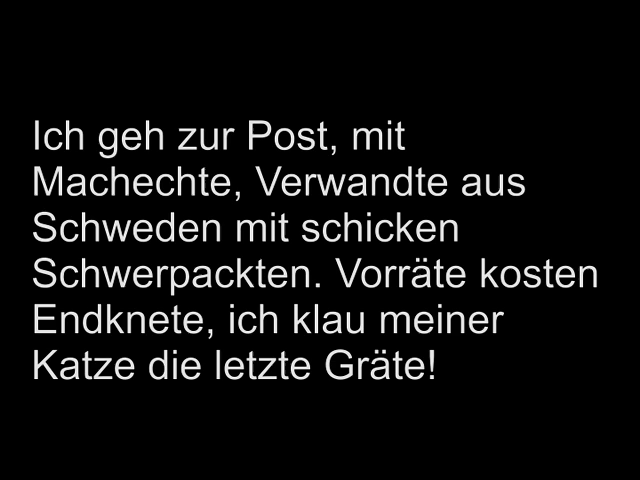 Ich geh zur Post, mit
Machechte, Verwandte aus
Schweden mit schicken
Schwerpackten. Vorräte kosten
Endknete, ich klau meiner
Katze die letzte Gräte!